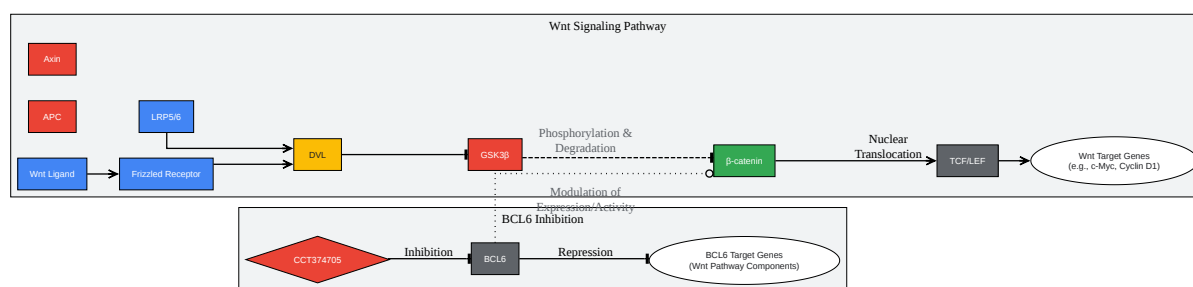 Wnt Signaling Pathway
Axin
APC
LRP5/6
Wnt Ligand
Frizzled Receptor
DVL
GSK3β
Phosphorylation &
Degradation
β-catenin
Nuclear
Translocation
TCF/LEF
Wnt Target Genes
(e.g., c-Myc, Cyclin D1)
Modulation of
Expression/Activity
BCL6 Inhibition
CCT374705
Inhibition
BCL6
Repression
BCL6 Target Genes
(Wnt Pathway Components)